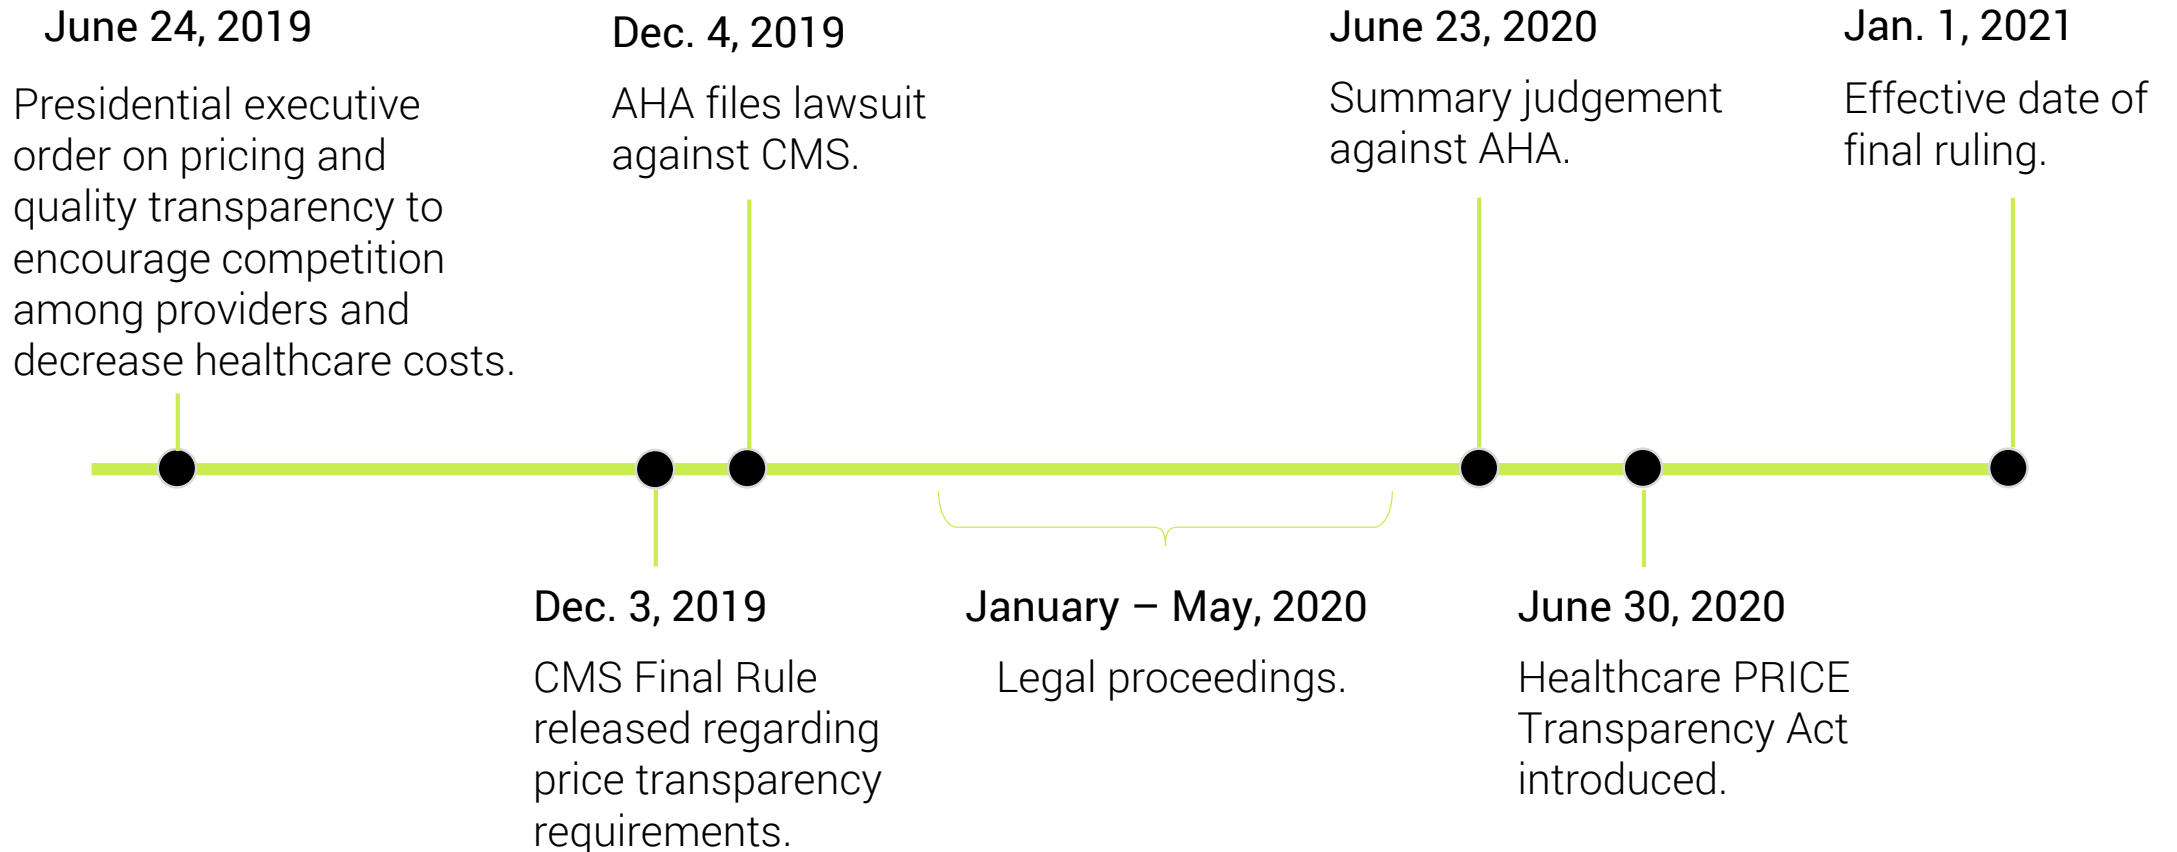 June 24, 2019
Presidential executive
order on pricing and
quality transparency to
encourage competition
among providers and
decrease healthcare costs.
Dec. 4, 2019
AHA files lawsuit
against CMS.
June 23, 2020
Summary judgement
against AHA.
Jan. 1, 2021
Effective date of
final ruling.
Dec. 3, 2019
CMS Final Rule
released regarding
price transparency
requirements.
January – May, 2020
Legal proceedings.
June 30, 2020
Healthcare PRICE
Transparency Act
introduced.